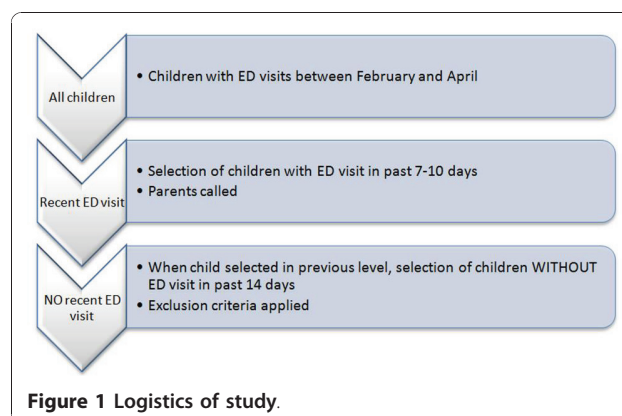 All children
• Children with ED visits between February and April
Recent ED visit
• Selection of children with ED visit in past 7-10 days
• Parents called
NO recent ED
visit
• When child selected in previous level, selection of children WITHOUT
ED visit in past 14 days
• Exclusion criteria applied
Figure 1 Logistics of study.